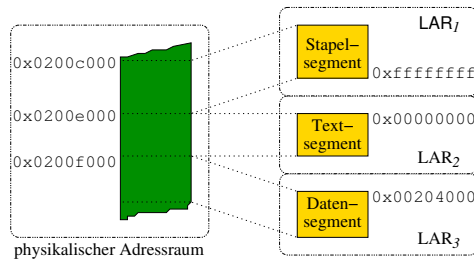 0x0200c000
0x0200e000
0x0200f000
physikalischer Adressraum
LAR1
Stapel−
segment
0xffffffff
Text−
segment
0x00000000
LAR2
Daten−
segment
0x00204000
LAR3